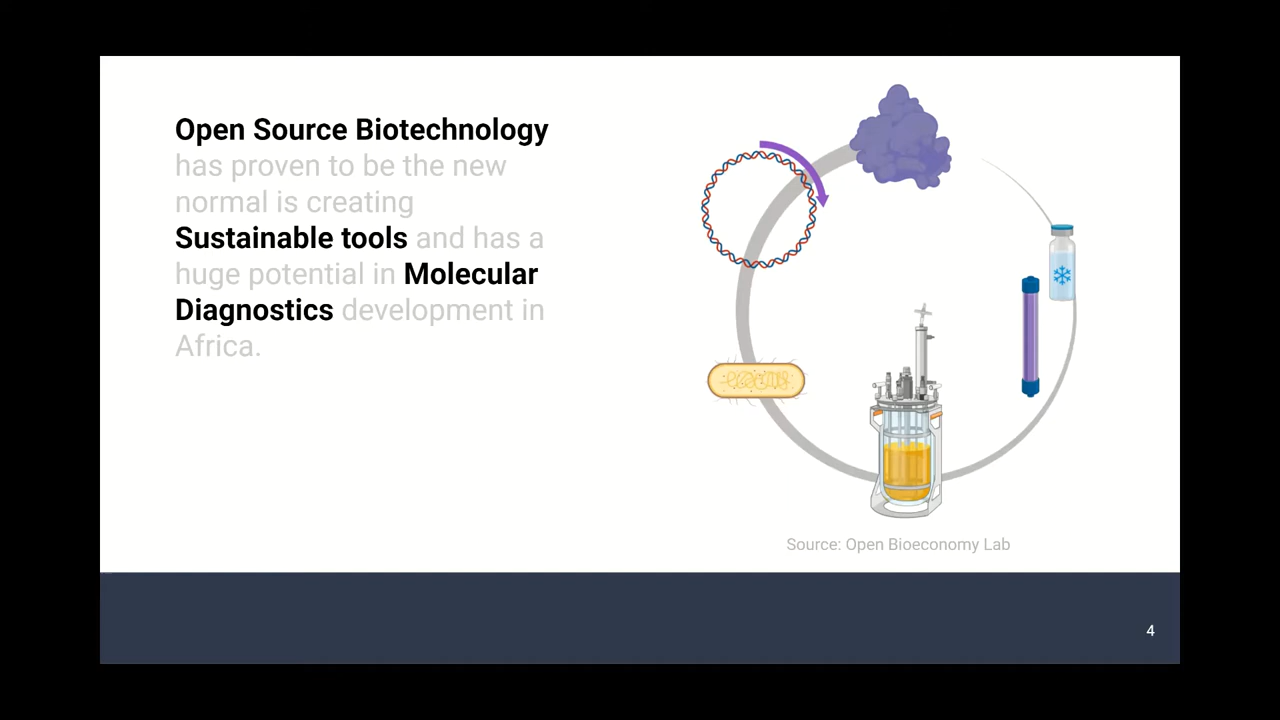 Open Source Biotechnology
has proven to be the new
normal is creating
Sustainable tools and has a
huge potential in Molecular
Diagnostics development in
Africa.
Source: Open Bioeconomy Lab
4